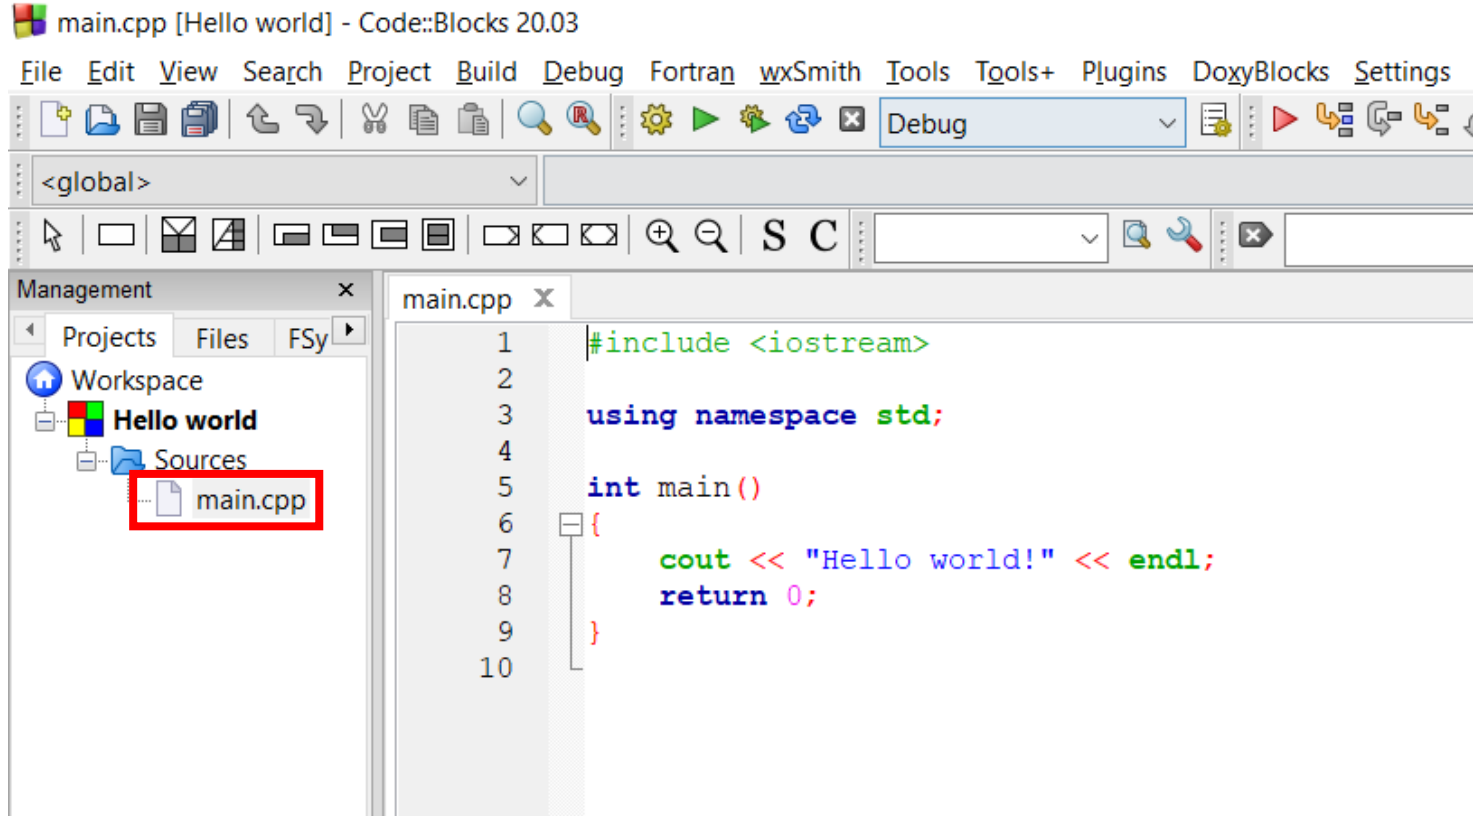 main.cpp [Hello world] - Code::Blocks 20.03
File Edit View Search Project Build Debug Fortran wxSmith Tools Tools+ Plugins DoxyBlocks Settings
R Debug
<global>
S C
Management
main.cpp
Projects Files FSy
Workspace
Hello world
Sources
main.cpp
1 #include <iostream>
2
3 using namespace std;
4
5 int main()
6 {
7 cout << "Hello world!" << endl;
8 return 0;
9 }
10